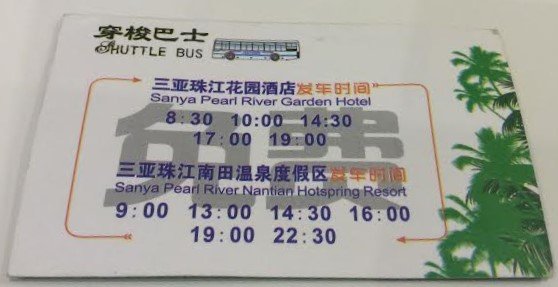 穿梭巴士
SHUTTLE BUS
三亚珠江花园酒店发车时间
Sanya Pearl River Garden Hotel
8:30 10:00 14:30
17:00 19:00
免费
三亚珠江南田温泉度假区发车时间
Sanya Pearl River Nantian Hotspring Resort
9:00 13:00 14:30 16:00
19:00 22:30